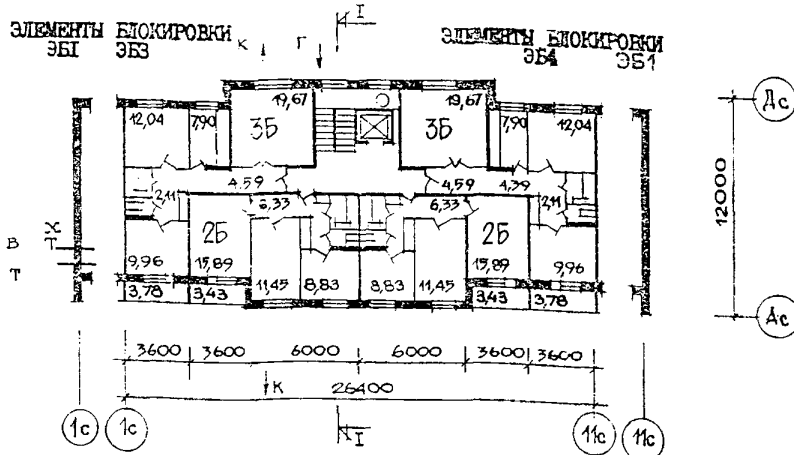 ЭЛЕМЕНТЫ БЛОКИРОВКИ
ЭБ1 ЭБ3
ЭЛЕМЕНТЫ БЛОКИРОВКИ
ЭБ4 ЭБ1
I
К Г
19,67 19,67
12,04 7,90 3Б 3Б 7,90 12,04
4,59 4,59 4,39
2,11 6,33 6,33 2,11
2Б 2Б
В Х
Т
Т
9,96 15,89 11,45 8,83 8,83 11,45 15,89 9,96
3,78 3,43 3,43 3,78
Дс
12000
Ас
3600 3600 6000 6000 3600 3600
К 26400
I
1с 1с 11с 11с